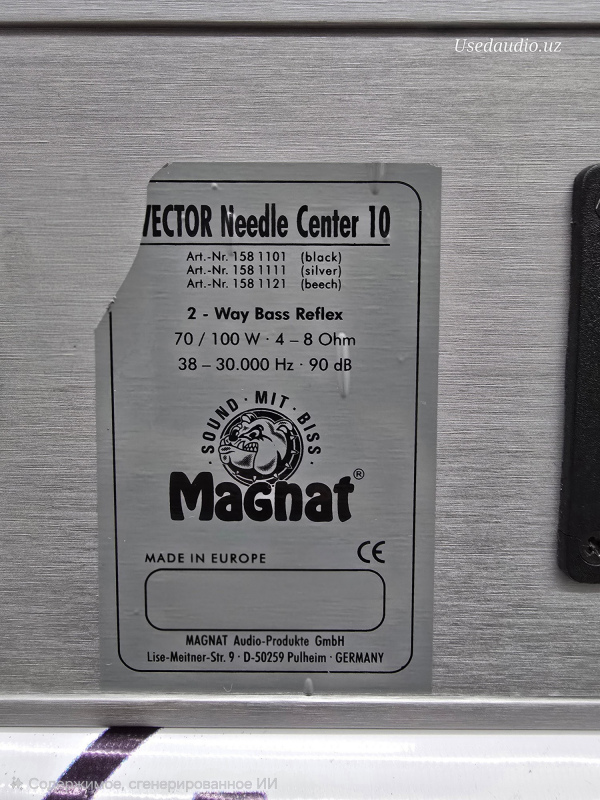 Usedaudio.uz
VECTOR Needle Center 10
Art.-Nr. 158 1101 (black)
Art.-Nr. 158 1111 (silver)
Art.-Nr. 158 1121 (beech)
2 - Way Bass Reflex
70 / 100 W · 4 – 8 Ohm
38 – 30.000 Hz · 90 dB
· SOUND · MIT · BISS ·
Magnat®
MADE IN EUROPE CE
MAGNAT Audio-Produkte GmbH
Lise-Meitner-Str. 9 · D-50259 Pulheim · GERMANY
Содержимое, сгенерированное ИИ